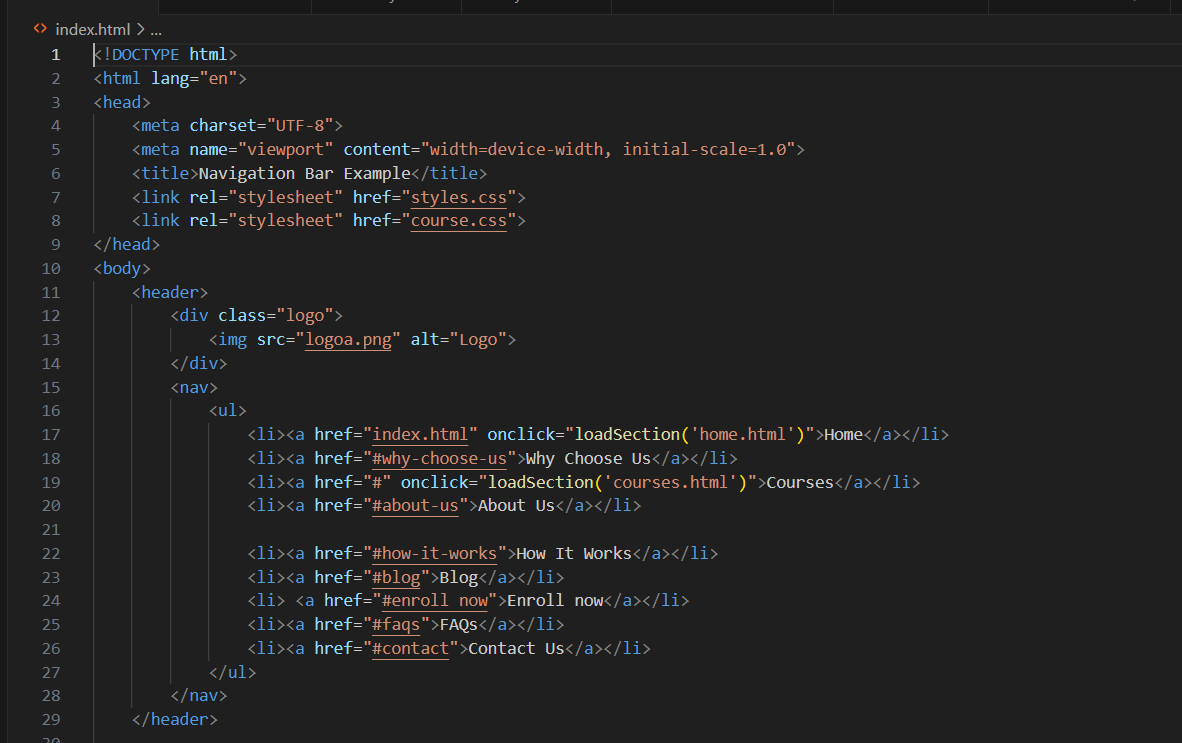 index.html > ...
1 <!DOCTYPE html>
2 <html lang="en">
3 <head>
4     <meta charset="UTF-8">
5     <meta name="viewport" content="width=device-width, initial-scale=1.0">
6     <title>Navigation Bar Example</title>
7     <link rel="stylesheet" href="styles.css">
8     <link rel="stylesheet" href="course.css">
9 </head>
10 <body>
11     <header>
12         <div class="logo">
13             <img src="logoa.png" alt="Logo">
14         </div>
15         <nav>
16             <ul>
17                 <li><a href="index.html" onclick="loadSection('home.html')">Home</a></li>
18                 <li><a href="#why-choose-us">Why Choose Us</a></li>
19                 <li><a href="#" onclick="loadSection('courses.html')">Courses</a></li>
20                 <li><a href="#about-us">About Us</a></li>
21
22                 <li><a href="#how-it-works">How It Works</a></li>
23                 <li><a href="#blog">Blog</a></li>
24                 <li> <a href="#enroll now">Enroll now</a></li>
25                 <li><a href="#faqs">FAQs</a></li>
26                 <li><a href="#contact">Contact Us</a></li>
27             </ul>
28         </nav>
29     </header>